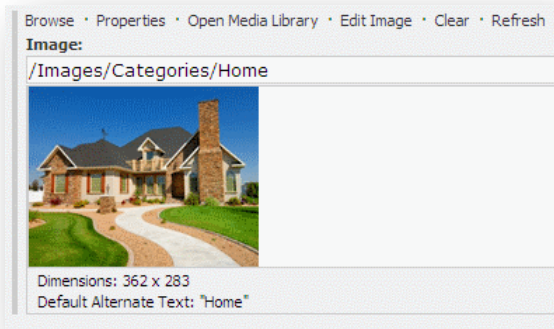 Browse · Properties · Open Media Library · Edit Image · Clear · Refresh
Image:
/Images/Categories/Home
Dimensions: 362 x 283
Default Alternate Text: "Home"